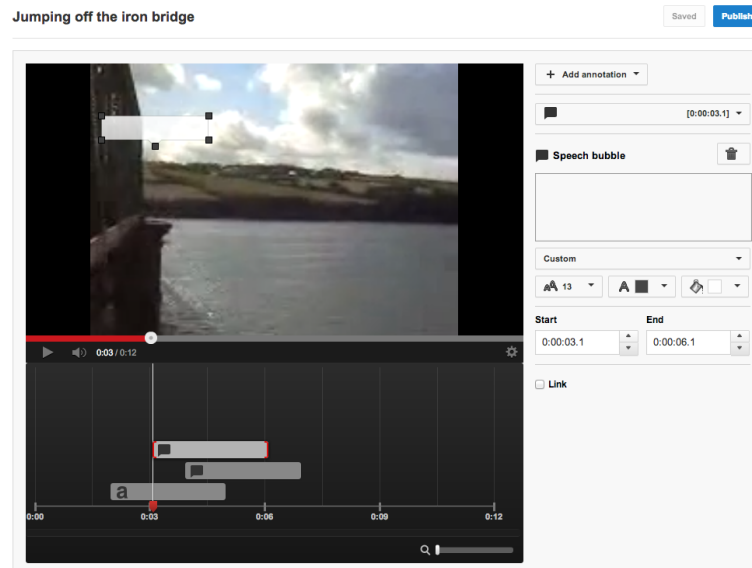 Jumping off the iron bridge
Saved
Publish
+ Add annotation
[0:00:03.1]
Speech bubble
Custom
AA 13
A
Start
End
0:00:03.1
0:00:06.1
Link
0:03 / 0:12
a
0:00
0:03
0:06
0:09
0:12